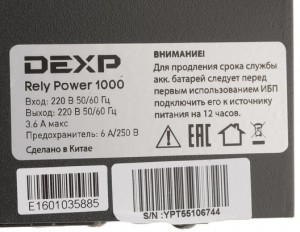 DEXP
Rely Power 1000
Вход: 220 В 50/60 Гц
Выход: 220 В 50/60 Гц
3.6 А макс
Предохранитель: 6 А/250 В
Сделано в Китае
ВНИМАНИЕ!
Для продления срока службы
акк. батарей следует перед
первым использованием ИБП
подключить его к источнику
питания на 12 часов.
EAC
E1601035885
S/N :YPT55106744